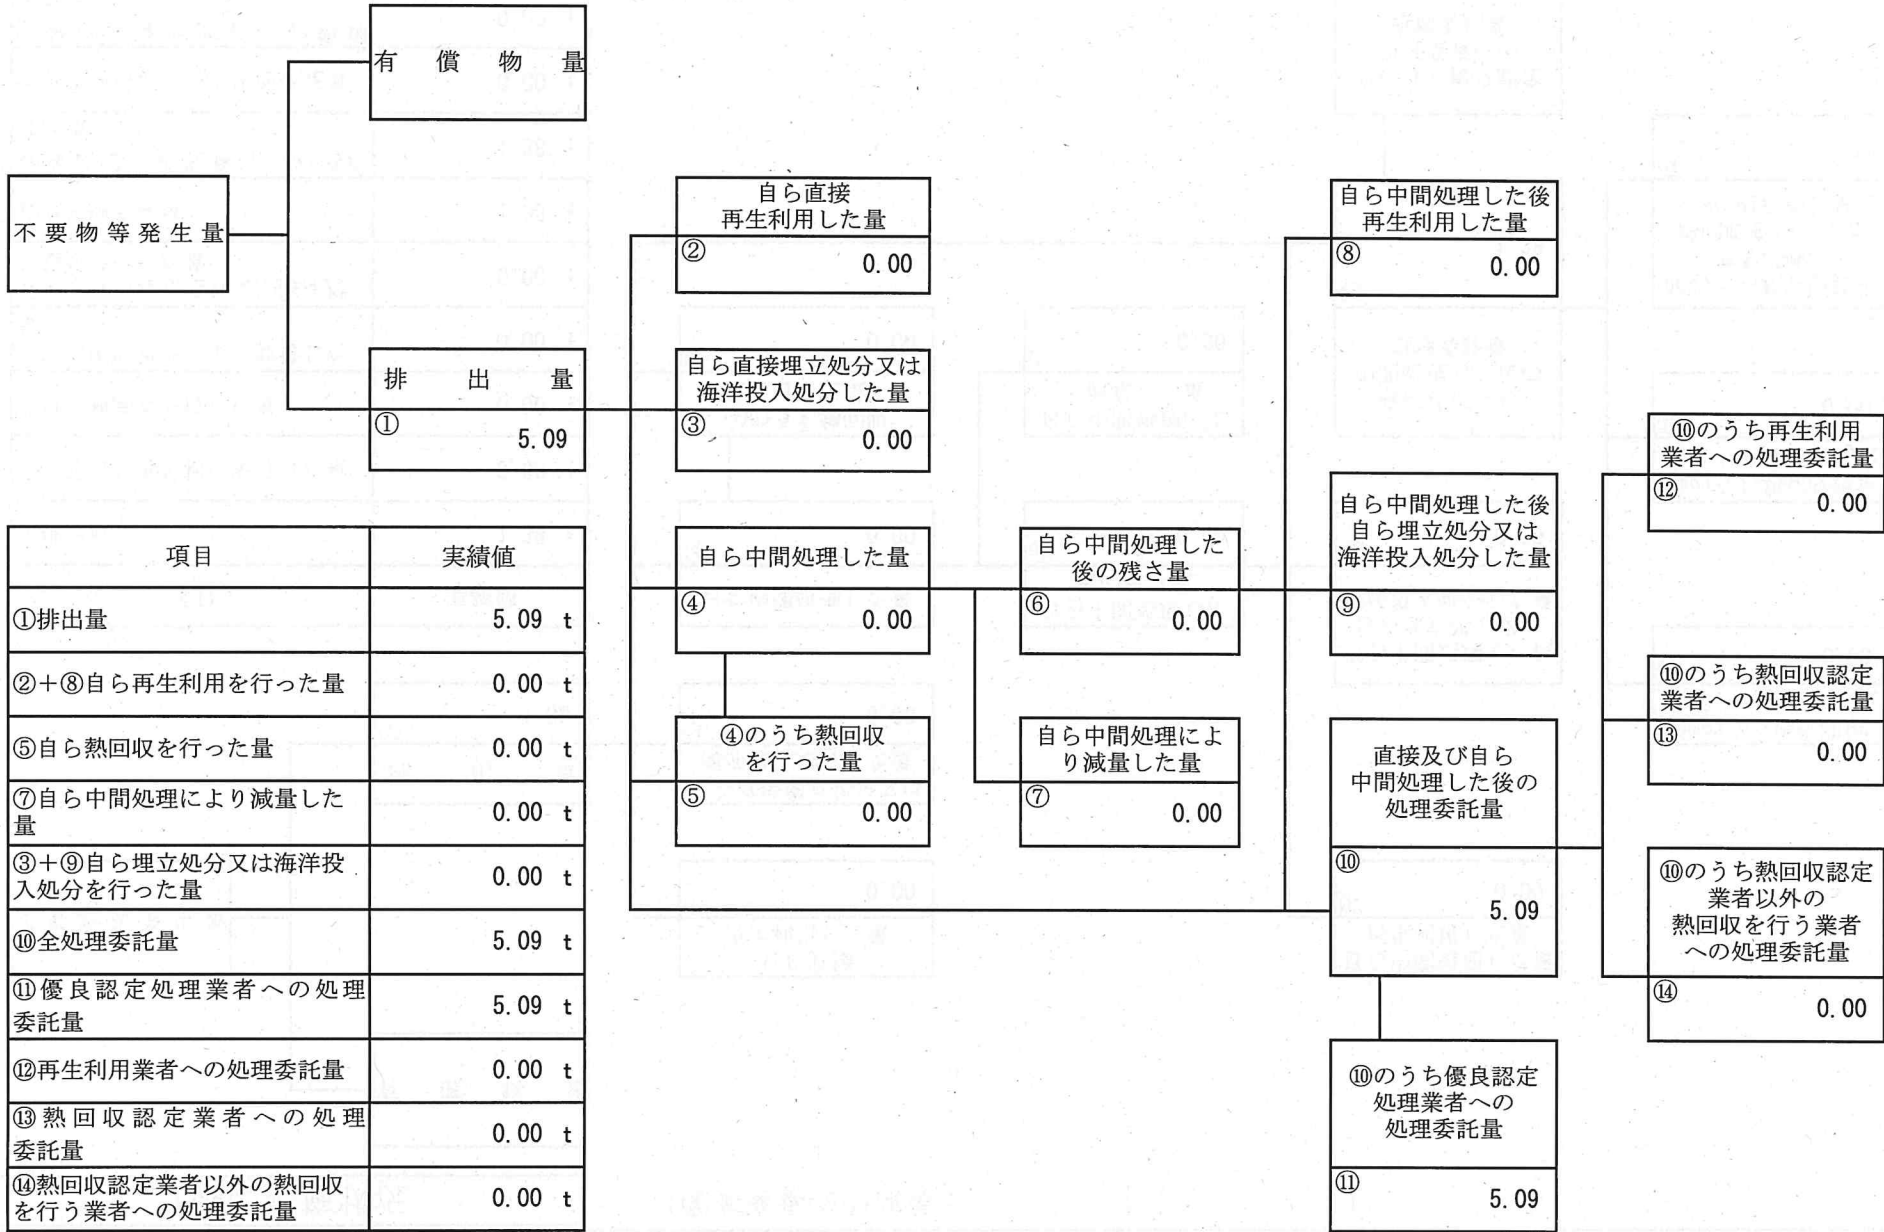 有償物量
不要物等発生量
排出量
①
5.09
自ら直接
再生利用した量
②
0.00
自ら直接埋立処分又は
海洋投入処分した量
③
0.00
自ら中間処理した量
④
0.00
④のうち熱回収
を行った量
⑤
0.00
自ら中間処理した
後の残さ量
⑥
0.00
自ら中間処理によ
り減量した量
⑦
0.00
自ら中間処理した後
再生利用した量
⑧
0.00
自ら中間処理した後
自ら埋立処分又は
海洋投入処分した量
⑨
0.00
直接及び自ら
中間処理した後の
処理委託量
⑩
5.09
⑩のうち優良認定
処理業者への
処理委託量
⑪
5.09
⑩のうち再生利用
業者への処理委託量
⑫
0.00
⑩のうち熱回収認定
業者への処理委託量
⑬
0.00
⑩のうち熱回収認定
業者以外の
熱回収を行う業者
への処理委託量
⑭
0.00
項目 実績値
①排出量 5.09 t
②+⑧自ら再生利用を行った量 0.00 t
⑤自ら熱回収を行った量 0.00 t
⑦自ら中間処理により減量した
量 0.00 t
③+⑨自ら埋立処分又は海洋投
入処分を行った量 0.00 t
⑩全処理委託量 5.09 t
⑪優良認定処理業者への処理
委託量 5.09 t
⑫再生利用業者への処理委託量 0.00 t
⑬熱回収認定業者への処理
委託量 0.00 t
⑭熱回収認定業者以外の熱回収
を行う業者への処理委託量 0.00 t